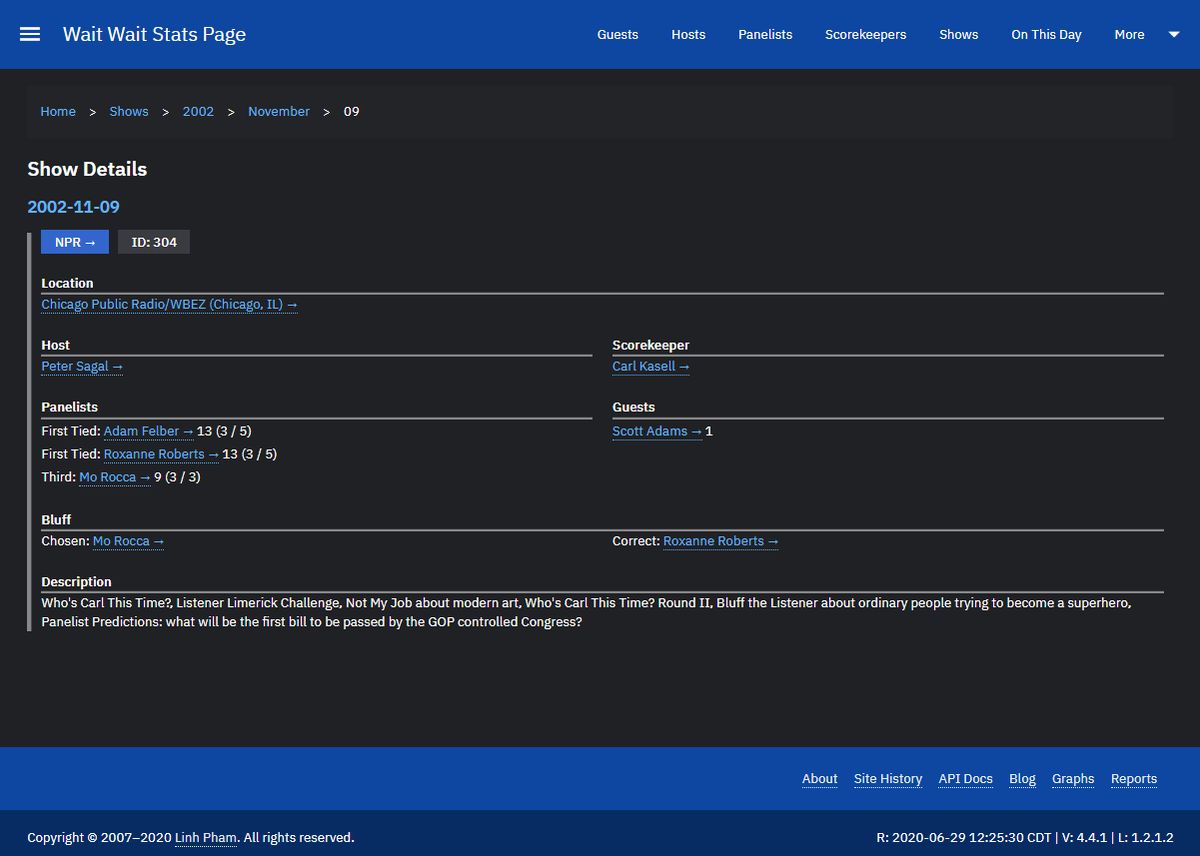 Wait Wait Stats Page
Guests Hosts Panelists Scorekeepers Shows On This Day More
Home > Shows > 2002 > November > 09
Show Details
2002-11-09
NPR → ID: 304
Location
Chicago Public Radio/WBEZ (Chicago, IL) →
Host
Peter Sagal →
Scorekeeper
Carl Kasell →
Panelists
First Tied: Adam Felber → 13 (3 / 5)
First Tied: Roxanne Roberts → 13 (3 / 5)
Third: Mo Rocca → 9 (3 / 3)
Guests
Scott Adams → 1
Bluff
Chosen: Mo Rocca →
Correct: Roxanne Roberts →
Description
Who's Carl This Time?, Listener Limerick Challenge, Not My Job about modern art, Who's Carl This Time? Round II, Bluff the Listener about ordinary people trying to become a superhero,
Panelist Predictions: what will be the first bill to be passed by the GOP controlled Congress?
About Site History API Docs Blog Graphs Reports
Copyright © 2007–2020 Linh Pham. All rights reserved.
R: 2020-06-29 12:25:30 CDT | V: 4.4.1 | L: 1.2.1.2